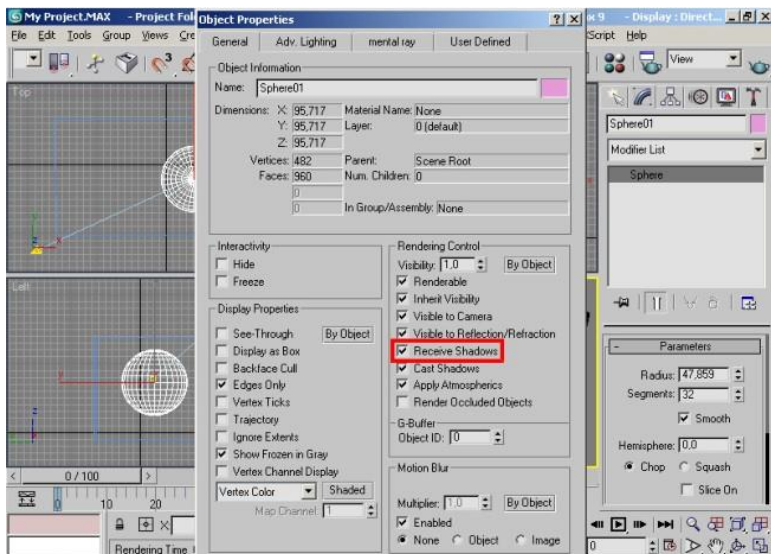 My Project.MAX - Project Fol
Object Properties
ax 9 - Display : Direct...
File Edit Tools Group Views Cre
Script Help
General Adv. Lighting mental ray User Defined
View
Top
Object Information
Name: Sphere01
Sphere01
Dimensions: X: 95,717 Material Name: None
Y: 95,717 Layer: 0 (default)
Z: 95,717
Modifier List
Vertices: 482 Parent: Scene Root
Sphere
Faces: 960 Num. Children: 0
0
0 In Group/Assembly: None
Left
Interactivity
Hide
Freeze
Display Properties
See-Through By Object
Display as Box
Backface Cull
Edges Only
Vertex Ticks
Trajectory
Ignore Extents
Show Frozen in Gray
Vertex Channel Display
Vertex Color Shaded
Map Channel: 1
Rendering Control
Visibility: 1,0 By Object
Renderable
Inherit Visibility
Visible to Camera
Visible to Reflection/Refraction
Receive Shadows
Cast Shadows
Apply Atmospherics
Render Occluded Objects
G-Buffer
Object ID: 0
Motion Blur
Multiplier: 1,0 By Object
Enabled
None Object Image
Parameters
Radius: 47,859
Segments: 32
Smooth
Hemisphere: 0,0
Chop Squash
Slice On
0 / 100
0 10 20
X
Rendering Time
0